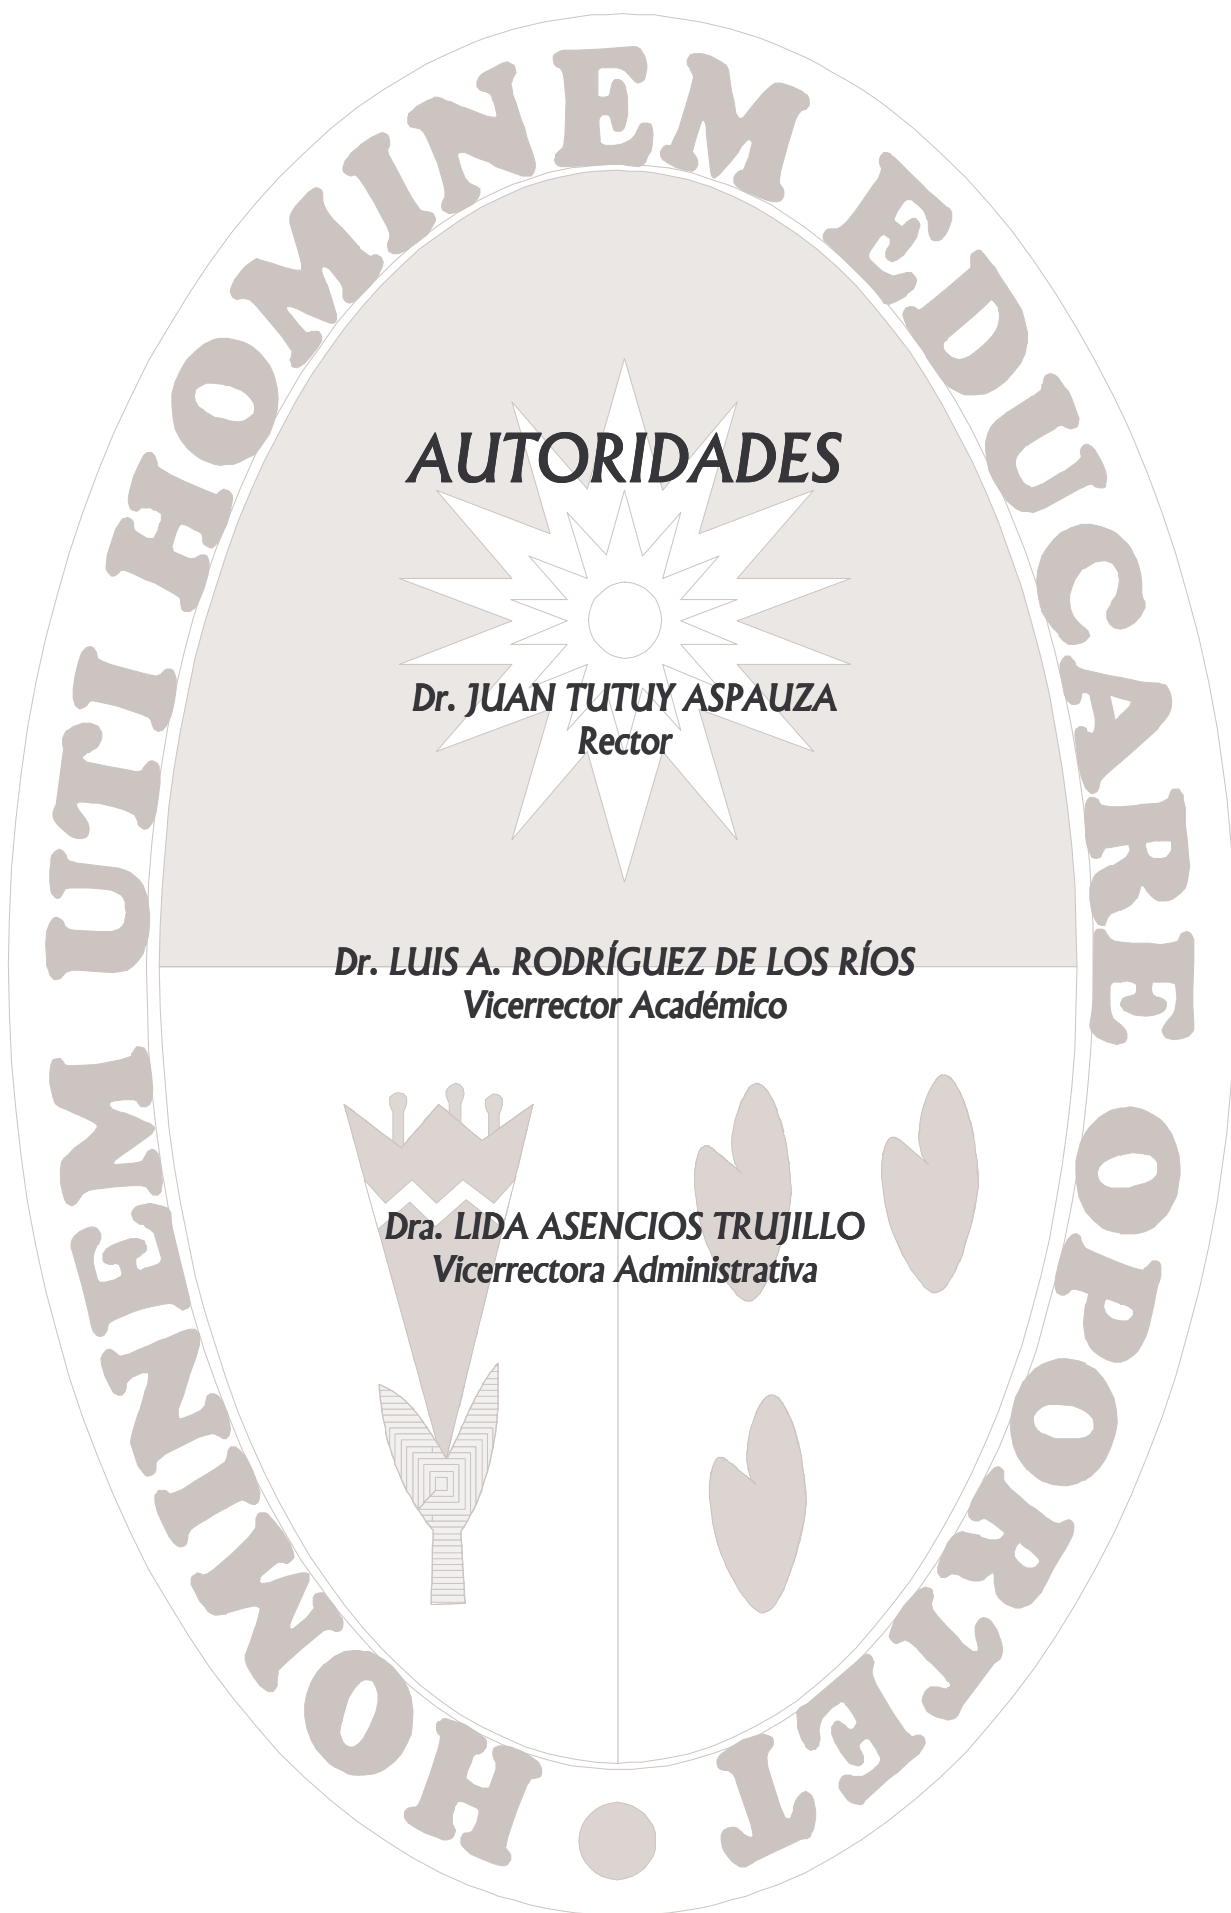 HOMINEM UTI HOMINEM EDUCARE OPORTET
AUTORIDADES
Dr. JUAN TUTUY ASPAUZA
Rector
Dr. LUIS A. RODRÍGUEZ DE LOS RÍOS
Vicerrector Académico
Dra. LIDA ASENCIOS TRUJILLO
Vicerrectora Administrativa